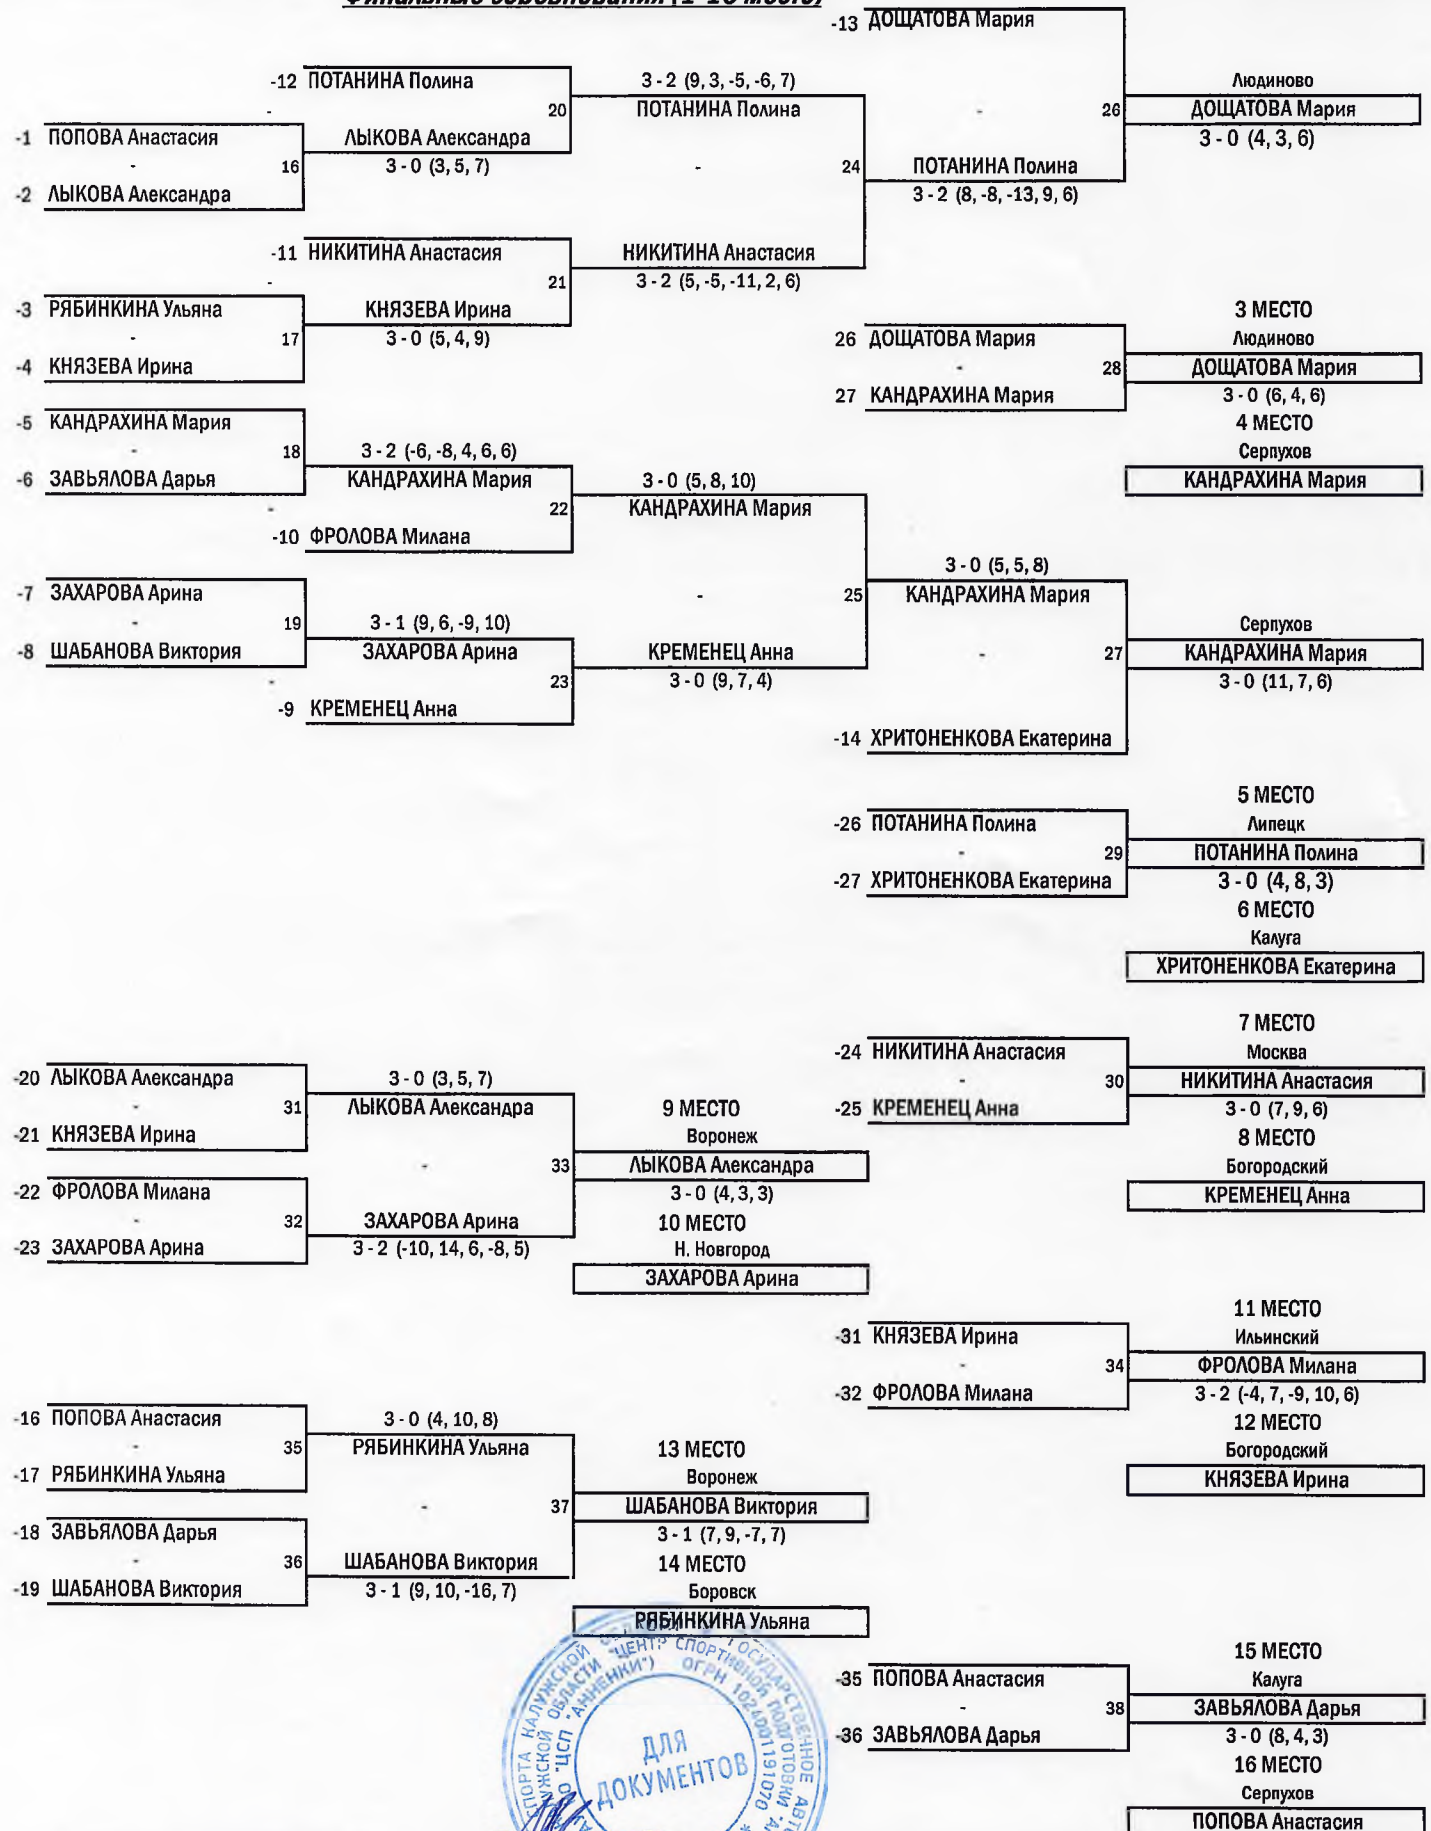 Финальные соревнования (1-16 место)
-13 ДОЩАТОВА Мария
-12 ПОТАНИНА Полина
3 - 2 (9, 3, -5, -6, 7)
Людиново
-
20
ПОТАНИНА Полина
-
26
ДОЩАТОВА Мария
-1 ПОПОВА Анастасия
ЛЫКОВА Александра
3 - 0 (4, 3, 6)
-
16
3 - 0 (3, 5, 7)
-
24
ПОТАНИНА Полина
-2 ЛЫКОВА Александра
3 - 2 (8, -8, -13, 9, 6)
-11 НИКИТИНА Анастасия
НИКИТИНА Анастасия
-
21
3 - 2 (5, -5, -11, 2, 6)
-3 РЯБИНКИНА Ульяна
КНЯЗЕВА Ирина
3 МЕСТО
-
17
3 - 0 (5, 4, 9)
26 ДОЩАТОВА Мария
Людиново
-4 КНЯЗЕВА Ирина
-
28
ДОЩАТОВА Мария
27 КАНДРАХИНА Мария
3 - 0 (6, 4, 6)
-5 КАНДРАХИНА Мария
4 МЕСТО
-
18
3 - 2 (-6, -8, 4, 6, 6)
Серпухов
-6 ЗАВЬЯЛОВА Дарья
КАНДРАХИНА Мария
3 - 0 (5, 8, 10)
КАНДРАХИНА Мария
-
22
КАНДРАХИНА Мария
-10 ФРОЛОВА Милана
3 - 0 (5, 5, 8)
-7 ЗАХАРОВА Арина
-
25
КАНДРАХИНА Мария
-
19
3 - 1 (9, 6, -9, 10)
Серпухов
-8 ШАБАНОВА Виктория
ЗАХАРОВА Арина
КРЕМЕНЕЦ Анна
-
27
КАНДРАХИНА Мария
-
23
3 - 0 (9, 7, 4)
3 - 0 (11, 7, 6)
-9 КРЕМЕНЕЦ Анна
-14 ХРИТОНЕНКОВА Екатерина
5 МЕСТО
-26 ПОТАНИНА Полина
Липецк
-
29
ПОТАНИНА Полина
-27 ХРИТОНЕНКОВА Екатерина
3 - 0 (4, 8, 3)
6 МЕСТО
Калуга
ХРИТОНЕНКОВА Екатерина
7 МЕСТО
-24 НИКИТИНА Анастасия
Москва
-20 ЛЫКОВА Александра
3 - 0 (3, 5, 7)
-
30
НИКИТИНА Анастасия
-
31
ЛЫКОВА Александра
9 МЕСТО
-25 КРЕМЕНЕЦ Анна
3 - 0 (7, 9, 6)
-21 КНЯЗЕВА Ирина
Воронеж
8 МЕСТО
-
33
ЛЫКОВА Александра
Богородский
-22 ФРОЛОВА Милана
3 - 0 (4, 3, 3)
КРЕМЕНЕЦ Анна
-
32
ЗАХАРОВА Арина
10 МЕСТО
-23 ЗАХАРОВА Арина
3 - 2 (-10, 14, 6, -8, 5)
Н. Новгород
ЗАХАРОВА Арина
11 МЕСТО
-31 КНЯЗЕВА Ирина
Ильинский
-
34
ФРОЛОВА Милана
-32 ФРОЛОВА Милана
3 - 2 (-4, 7, -9, 10, 6)
-16 ПОПОВА Анастасия
3 - 0 (4, 10, 8)
12 МЕСТО
-
35
РЯБИНКИНА Ульяна
13 МЕСТО
Богородский
-17 РЯБИНКИНА Ульяна
Воронеж
КНЯЗЕВА Ирина
-
37
ШАБАНОВА Виктория
-18 ЗАВЬЯЛОВА Дарья
3 - 1 (7, 9, -7, 7)
-
36
ШАБАНОВА Виктория
14 МЕСТО
-19 ШАБАНОВА Виктория
3 - 1 (9, 10, -16, 7)
Боровск
РЯБИНКИНА Ульяна
15 МЕСТО
-35 ПОПОВА Анастасия
Калуга
-
38
ЗАВЬЯЛОВА Дарья
-36 ЗАВЬЯЛОВА Дарья
3 - 0 (8, 4, 3)
16 МЕСТО
Серпухов
ПОПОВА Анастасия
СПОРТА КАЛУЖСКОЙ
ГОСУДАРСТВЕННОЕ
ОБЛАСТИ "ЦЕНТР СПОРТИВНОЙ ПОДГОТОВКИ
"ЦСП "АННЕНКИ") ОГРН 1024001191070 *
ДЛЯ
ДОКУМЕНТОВ